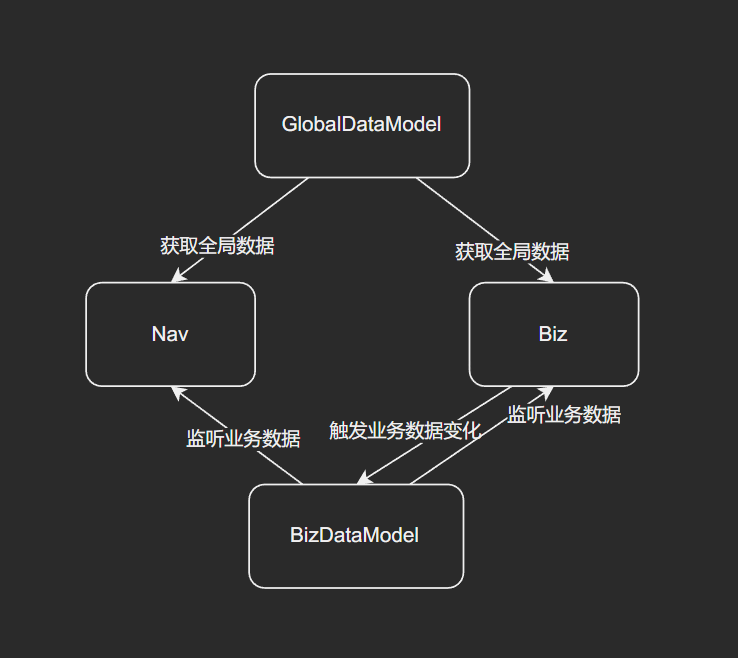 GlobalDataModel
获取全局数据
获取全局数据
Nav
Biz
监听业务数据
触发业务数据变化
监听业务数据
BizDataModel